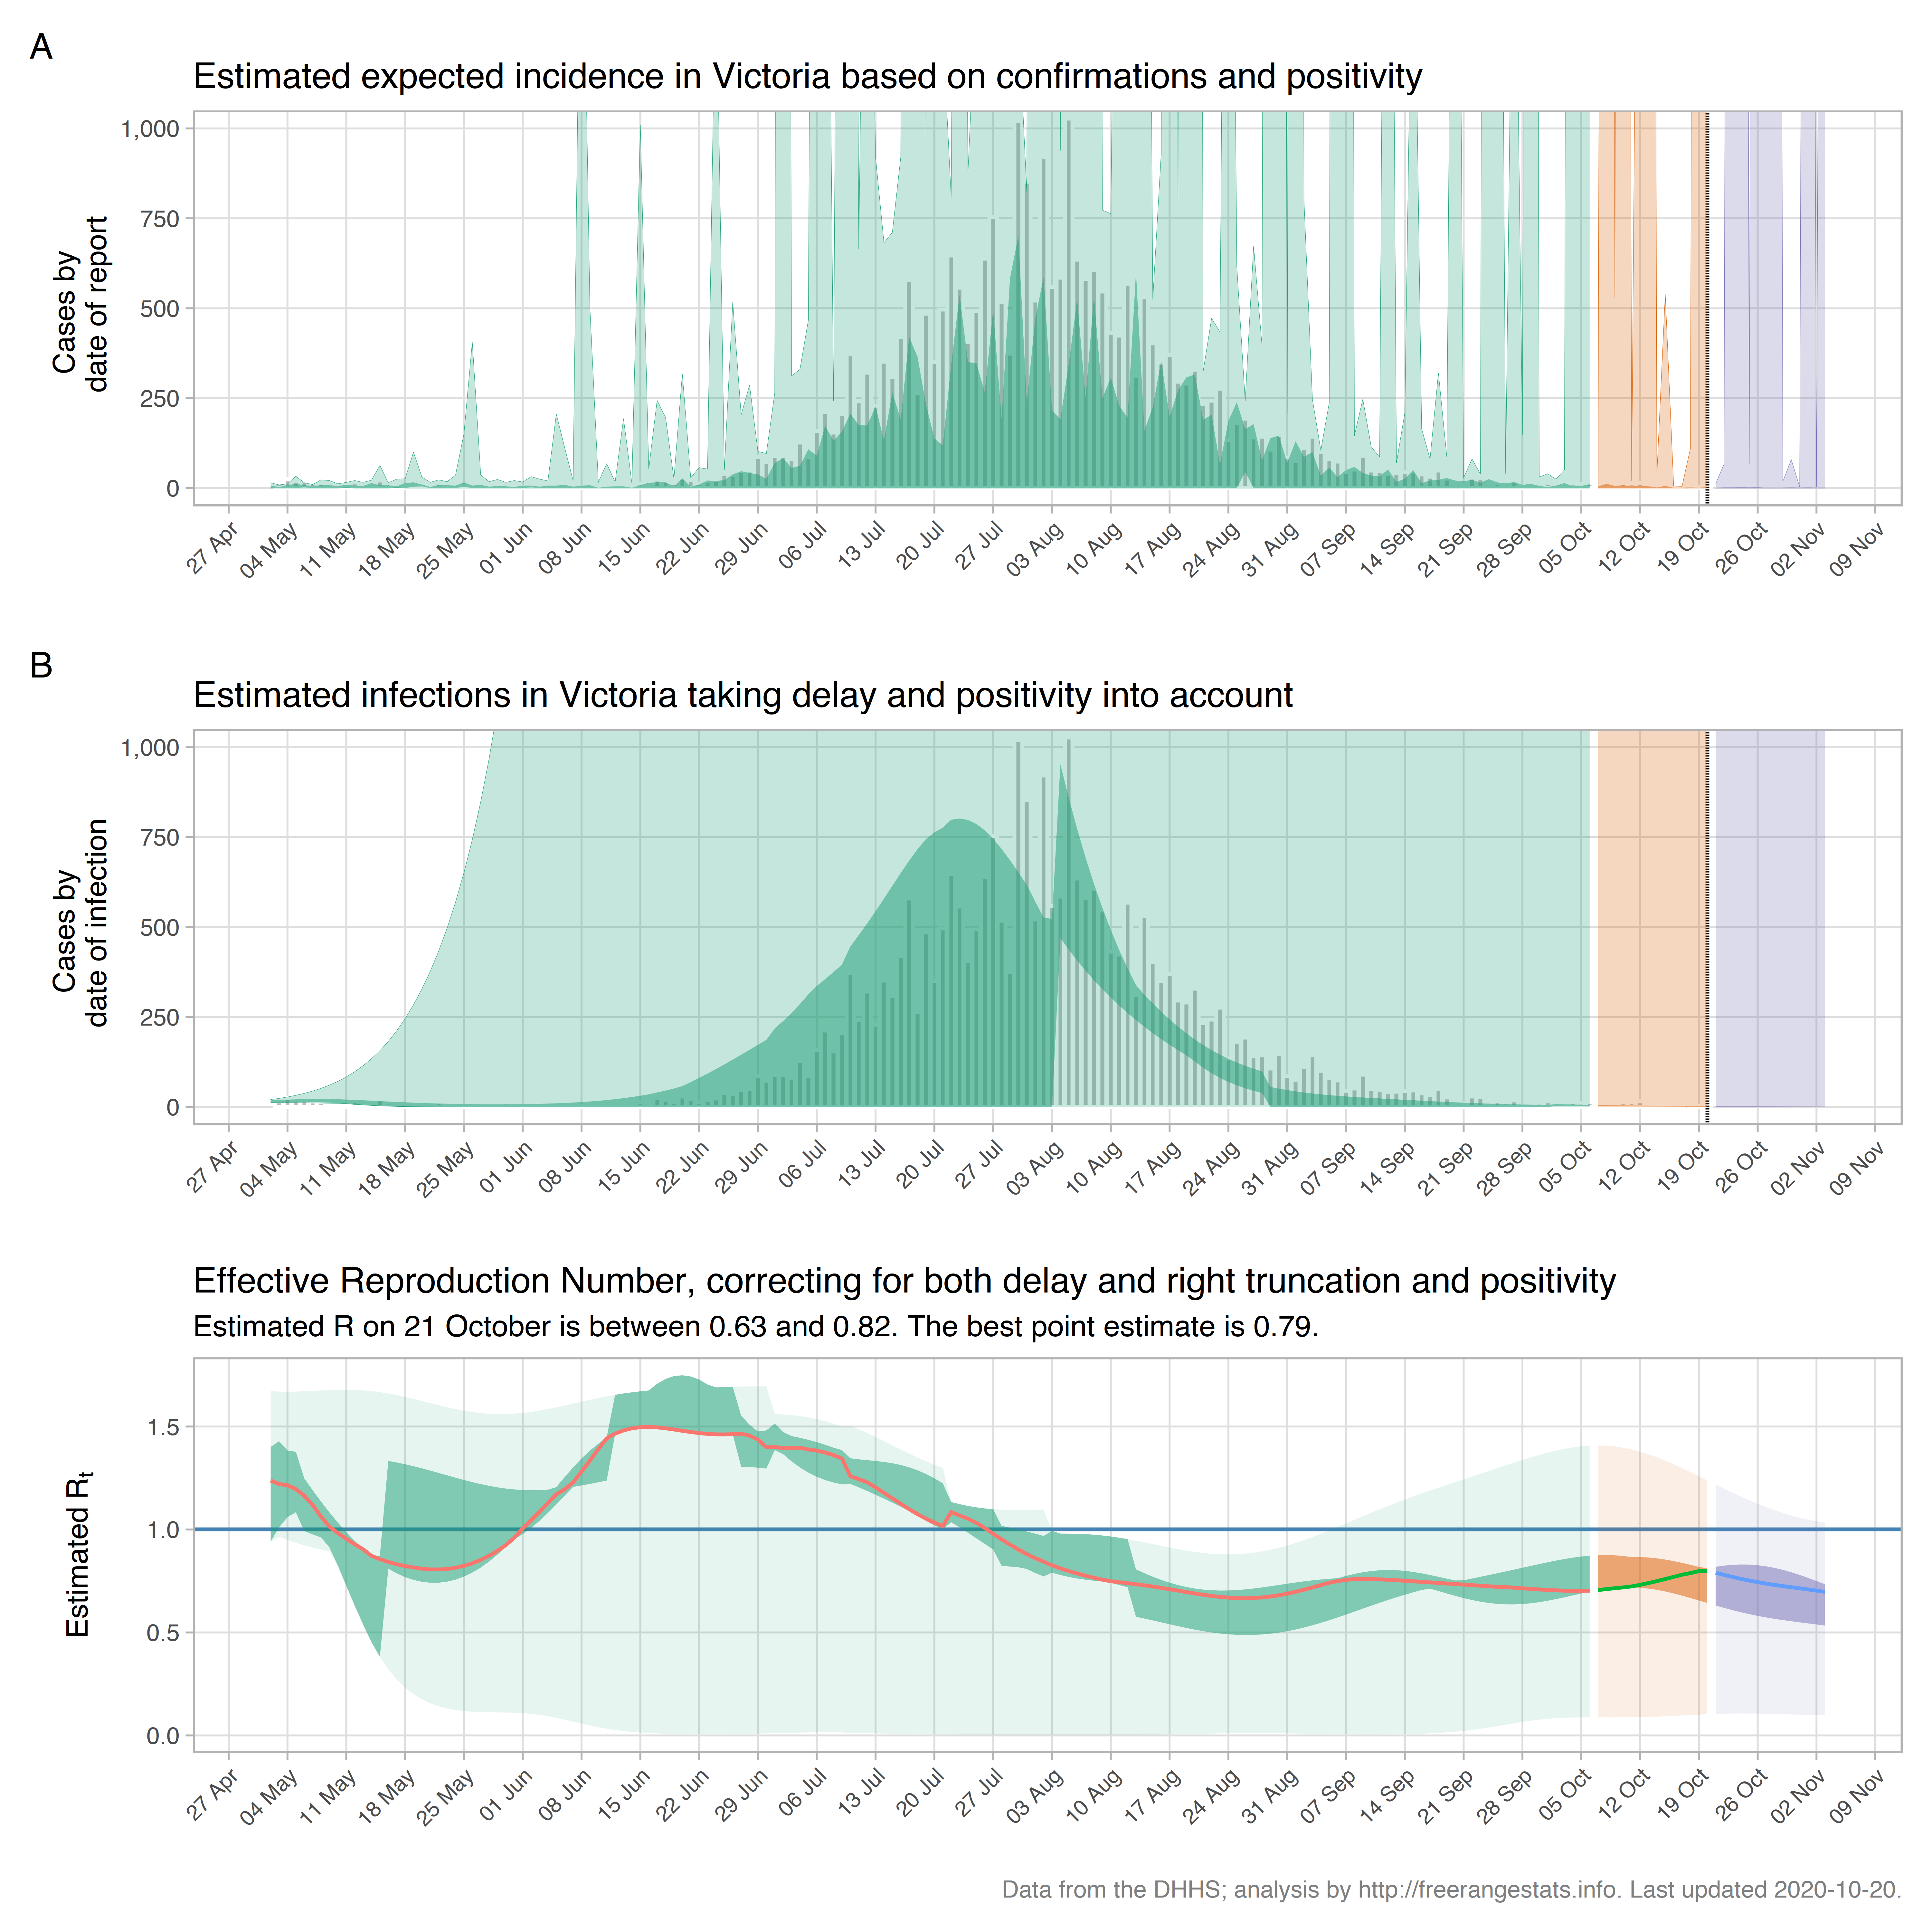 A
Estimated expected incidence in Victoria based on confirmations and positivity
Cases by
date of report
1,000
750
500
250
0
27 Apr 04 May 11 May 18 May 25 May 01 Jun 08 Jun 15 Jun 22 Jun 29 Jun 06 Jul 13 Jul 20 Jul 27 Jul 03 Aug 10 Aug 17 Aug 24 Aug 31 Aug 07 Sep 14 Sep 21 Sep 28 Sep 05 Oct 12 Oct 19 Oct 26 Oct 02 Nov 09 Nov
B
Estimated infections in Victoria taking delay and positivity into account
Cases by
date of infection
1,000
750
500
250
0
27 Apr 04 May 11 May 18 May 25 May 01 Jun 08 Jun 15 Jun 22 Jun 29 Jun 06 Jul 13 Jul 20 Jul 27 Jul 03 Aug 10 Aug 17 Aug 24 Aug 31 Aug 07 Sep 14 Sep 21 Sep 28 Sep 05 Oct 12 Oct 19 Oct 26 Oct 02 Nov 09 Nov
Effective Reproduction Number, correcting for both delay and right truncation and positivity
Estimated R on 21 October is between 0.63 and 0.82. The best point estimate is 0.79.
Estimated Rt
1.5
1.0
0.5
0.0
27 Apr 04 May 11 May 18 May 25 May 01 Jun 08 Jun 15 Jun 22 Jun 29 Jun 06 Jul 13 Jul 20 Jul 27 Jul 03 Aug 10 Aug 17 Aug 24 Aug 31 Aug 07 Sep 14 Sep 21 Sep 28 Sep 05 Oct 12 Oct 19 Oct 26 Oct 02 Nov 09 Nov
Data from the DHHS; analysis by http://freerangestats.info. Last updated 2020-10-20.